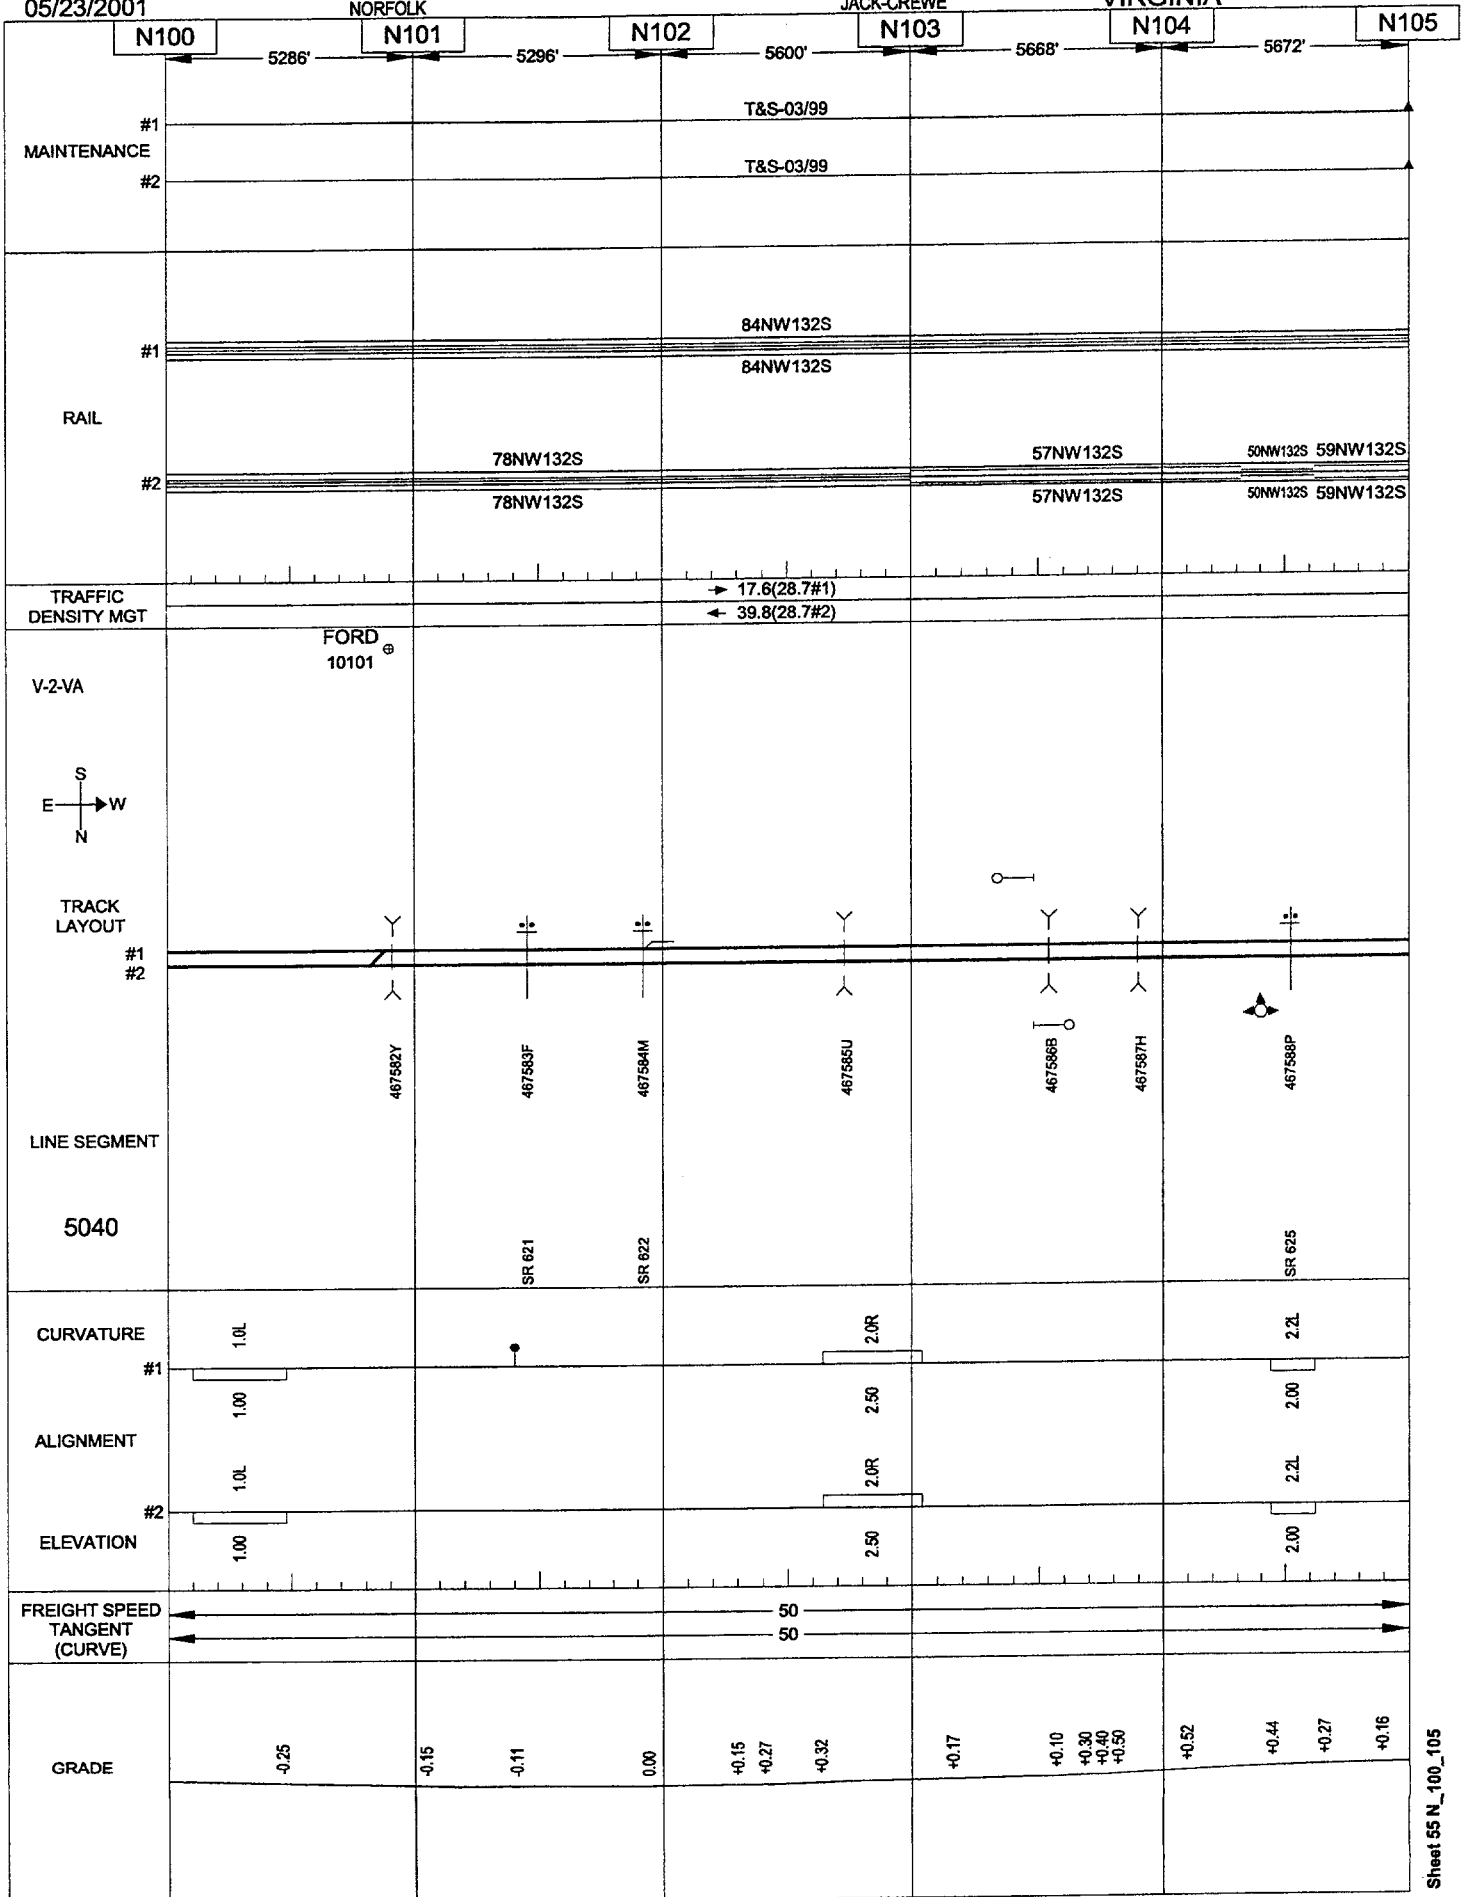 05/23/2001 NORFOLK JACK-CREWE VIRGINIA
N100 N101 N102 N103 N104 N105
5286' 5296' 5600' 5668' 5672'
#1 T&S-03/99
MAINTENANCE
#2 T&S-03/99
84NW132S
#1
84NW132S
RAIL
78NW132S 57NW132S 50NW132S 59NW132S
#2
78NW132S 57NW132S 50NW132S 59NW132S
TRAFFIC
DENSITY MGT
17.6(28.7#1)
39.8(28.7#2)
FORD
10101
V-2-VA
S
E W
N
TRACK
LAYOUT
#1
#2
467582Y 467583F 467584M 467585U 467586B 467587H 467588P
LINE SEGMENT
5040
SR 621 SR 622 SR 625
CURVATURE 1.0L 2.0R 2.2L
#1
1.00 2.50 2.00
ALIGNMENT
1.0L 2.0R 2.2L
#2
ELEVATION 1.00 2.50 2.00
FREIGHT SPEED
TANGENT
(CURVE)
50
50
GRADE -0.25 -0.15 -0.11 0.00 +0.15 +0.27 +0.32 +0.17 +0.10 +0.30 +0.40 +0.50 +0.52 +0.44 +0.27 +0.16
Sheet 55 N_100_105